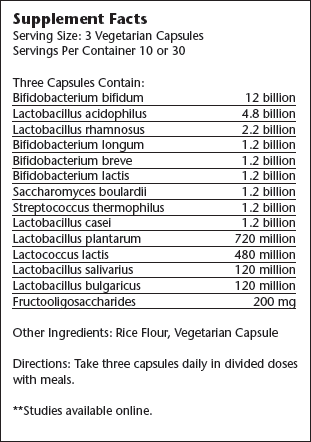 Supplement Facts
Serving Size: 3 Vegetarian Capsules
Servings Per Container 10 or 30
Three Capsules Contain:
Bifidobacterium bifidum 12 billion
Lactobacillus acidophilus 4.8 billion
Lactobacillus rhamnosus 2.2 billion
Bifidobacterium longum 1.2 billion
Bifidobacterium breve 1.2 billion
Bifidobacterium lactis 1.2 billion
Saccharomyces boulardii 1.2 billion
Streptococcus thermophilus 1.2 billion
Lactobacillus casei 1.2 billion
Lactobacillus plantarum 720 million
Lactococcus lactis 480 million
Lactobacillus salivarius 120 million
Lactobacillus bulgaricus 120 million
Fructooligosaccharides 200 mg
Other Ingredients: Rice Flour, Vegetarian Capsule
Directions: Take three capsules daily in divided doses
with meals.
**Studies available online.